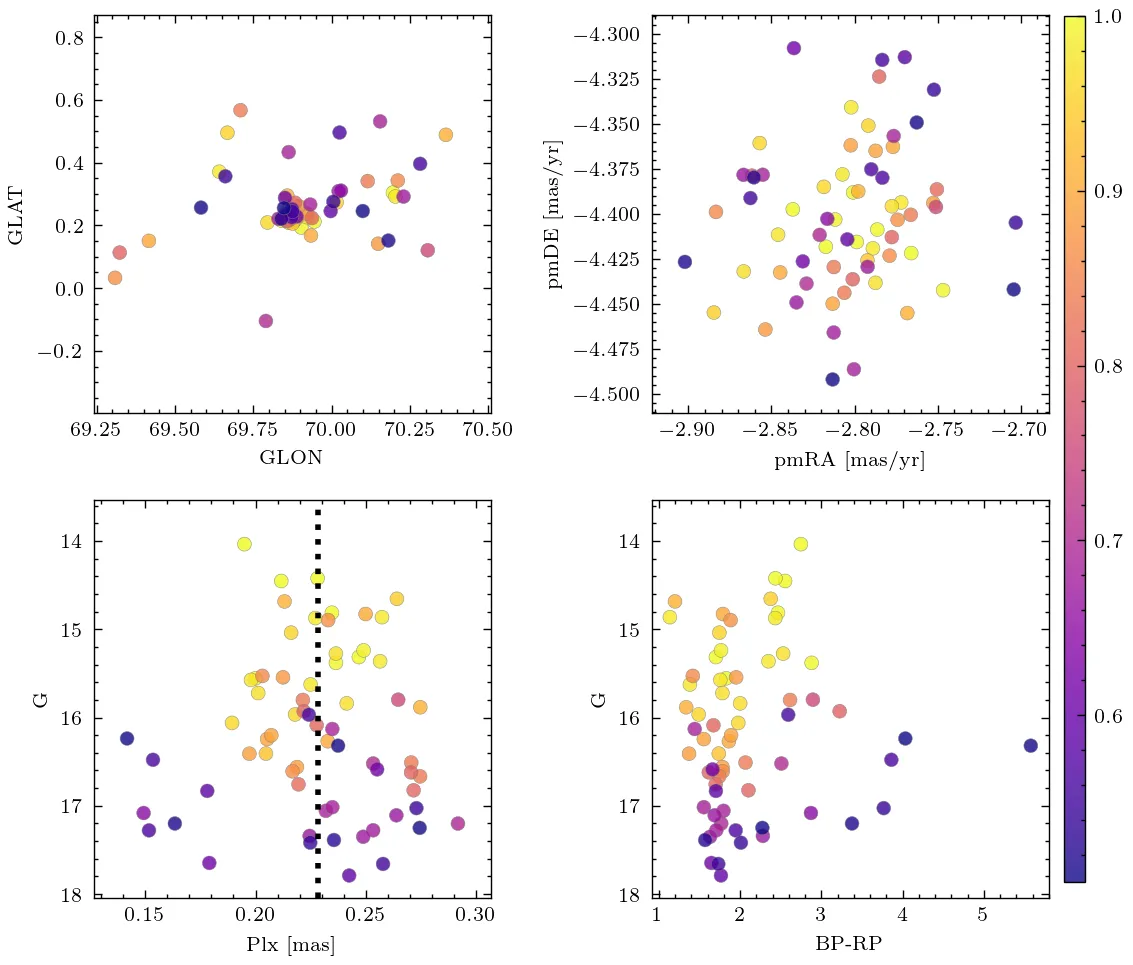 0.8
0.6
0.4
0.2
0.0
−0.2
GLAT
69.25 69.50 69.75 70.00 70.25 70.50
GLON
−4.300
−4.325
−4.350
−4.375
−4.400
−4.425
−4.450
−4.475
−4.500
pmDE [mas/yr]
−2.90 −2.85 −2.80 −2.75 −2.70
pmRA [mas/yr]
1.0
0.9
0.8
0.7
0.6
14
15
16
17
18
G
0.15 0.20 0.25 0.30
Plx [mas]
14
15
16
17
18
G
1 2 3 4 5
BP-RP